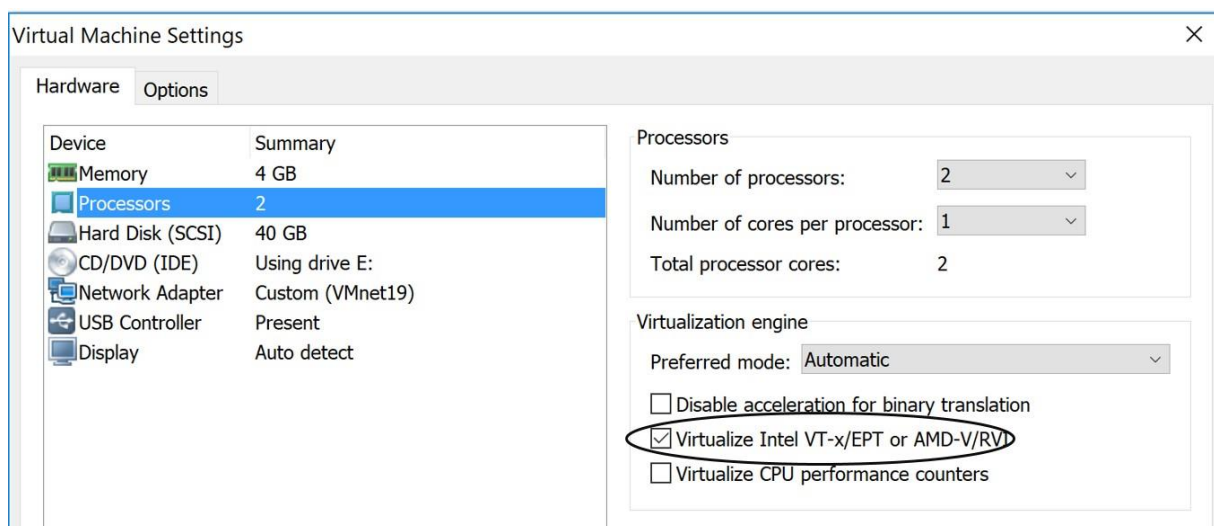 Virtual Machine Settings
Hardware Options
Device Summary
Memory 4 GB
Processors 2
Hard Disk (SCSI) 40 GB
CD/DVD (IDE) Using drive E:
Network Adapter Custom (VMnet19)
USB Controller Present
Display Auto detect
Processors
Number of processors: 2
Number of cores per processor: 1
Total processor cores: 2
Virtualization engine
Preferred mode: Automatic
Disable acceleration for binary translation
Virtualize Intel VT-x/EPT or AMD-V/RVI
Virtualize CPU performance counters